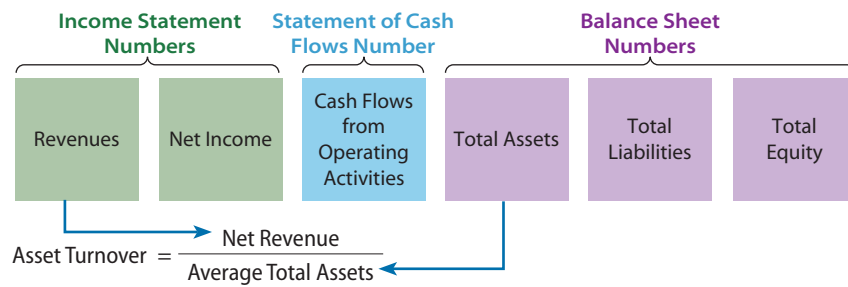 Income Statement
Numbers
Statement of Cash
Flows Number
Balance Sheet
Numbers
Revenues
Net Income
Cash Flows
from
Operating
Activities
Total Assets
Total
Liabilities
Total
Equity
Asset Turnover =
Net Revenue
Average Total Assets